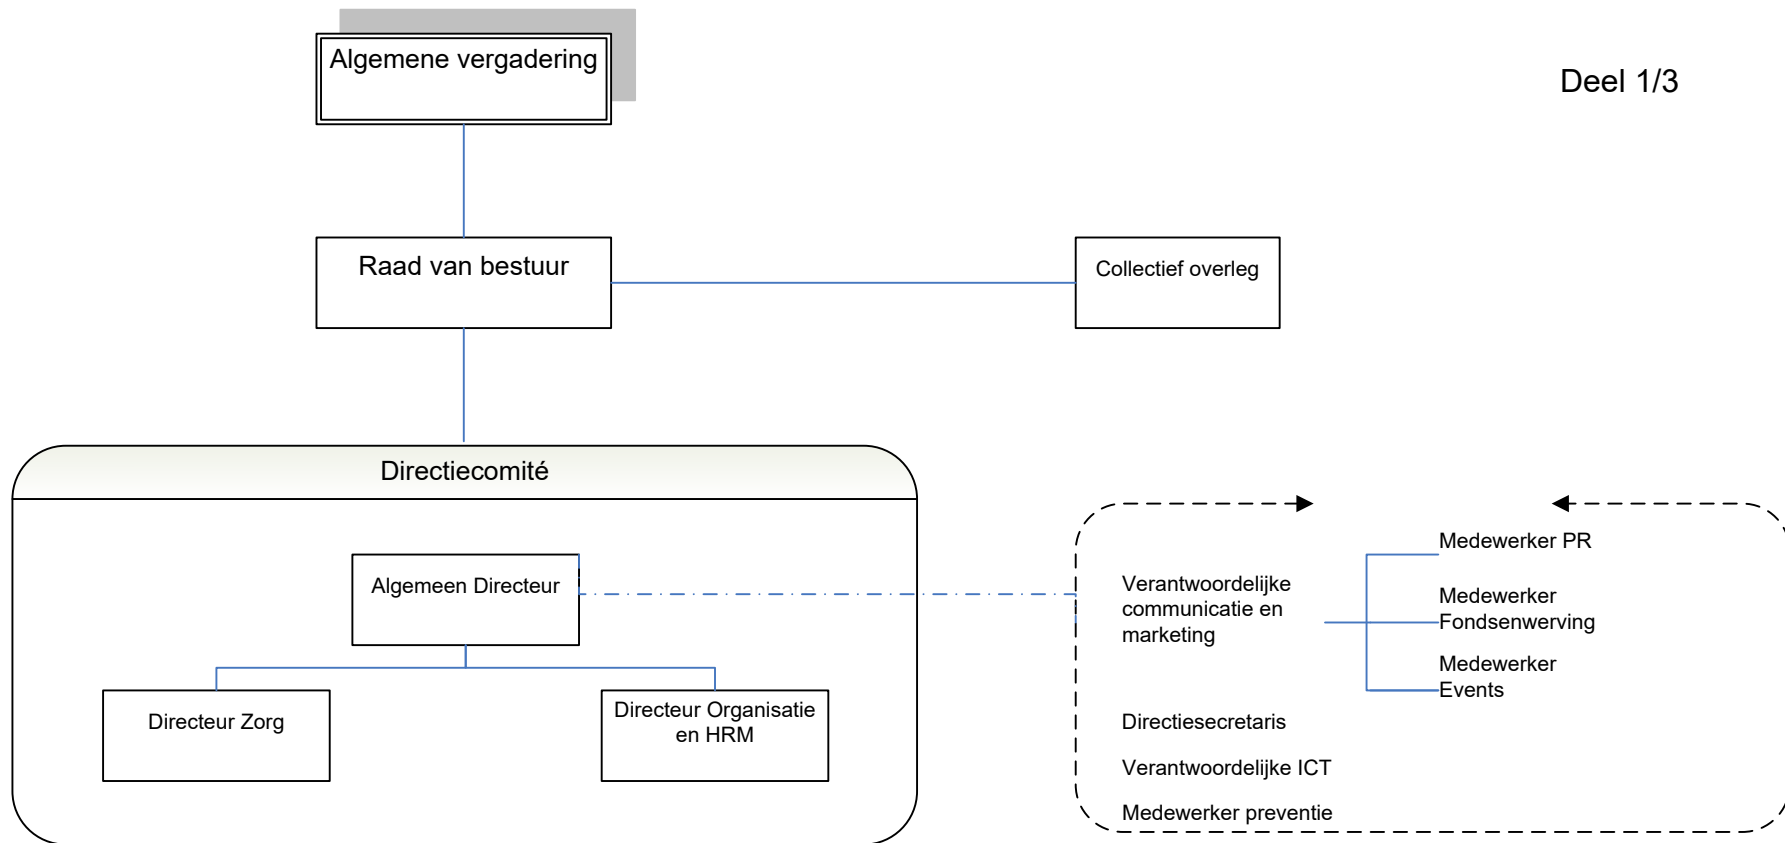 Algemene vergadering
Deel 1/3
Raad van bestuur
Collectief overleg
Directiecomité
Algemeen Directeur
Directeur Zorg
Directeur Organisatie
en HRM
Verantwoordelijke
communicatie en
marketing
Medewerker PR
Medewerker
Fondsenwerving
Medewerker
Events
Directiesecretaris
Verantwoordelijke ICT
Medewerker preventie